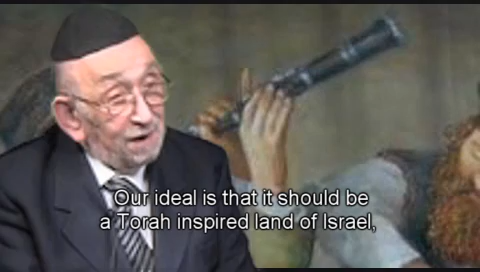 Our ideal is that it should be
a Torah inspired land of Israel,